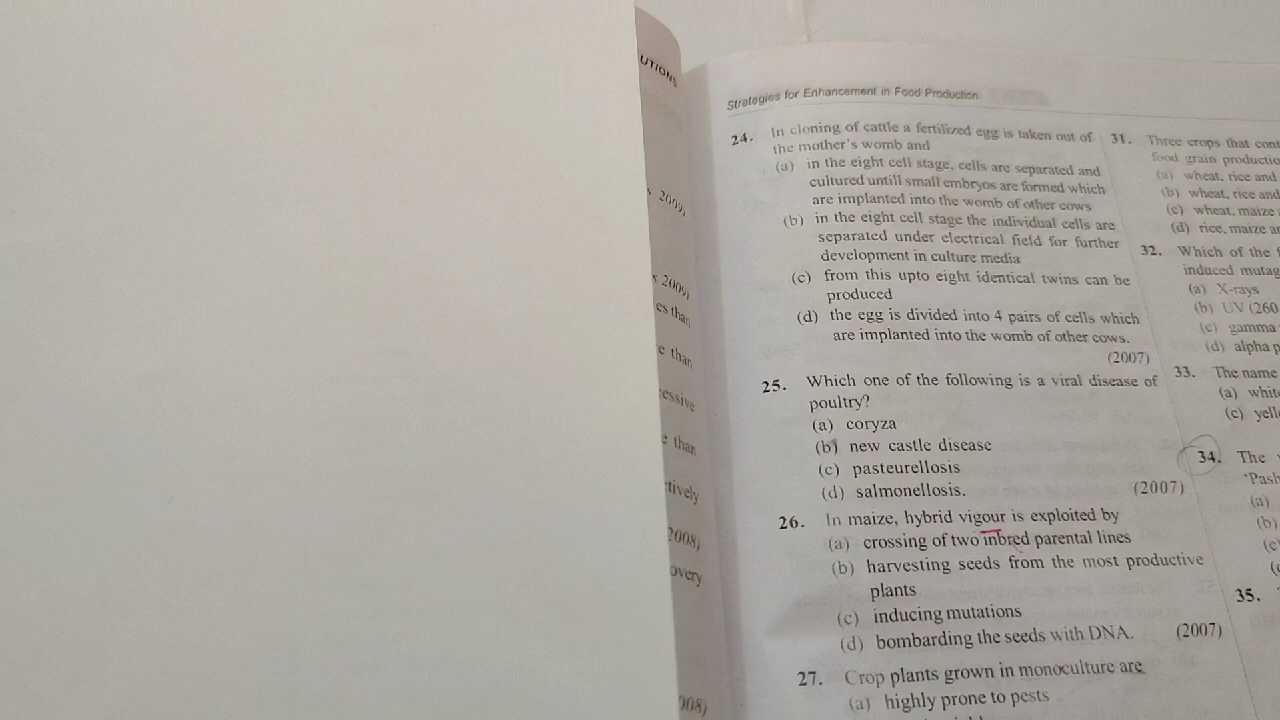 UTIONS
2009)
2009)
es than
e than
essive
than
tively
2008)
overy
008)
Strategies for Enhancement in Food Production
24. In cloning of cattle a fertilized egg is taken out of
the mother's womb and
(a) in the eight cell stage, cells are separated and
cultured untill small embryos are formed which
are implanted into the womb of other cows
(b) in the eight cell stage the individual cells are
separated under electrical field for further
development in culture media
(c) from this upto eight identical twins can be
produced
(d) the egg is divided into 4 pairs of cells which
are implanted into the womb of other cows.
(2007)
25. Which one of the following is a viral disease of
poultry?
(a) coryza
(b) new castle disease
(c) pasteurellosis
(d) salmonellosis. (2007)
26. In maize, hybrid vigour is exploited by
(a) crossing of two inbred parental lines
(b) harvesting seeds from the most productive
plants
(c) inducing mutations
(d) bombarding the seeds with DNA. (2007)
27. Crop plants grown in monoculture are
(a) highly prone to pests
31. Three crops that cont
food grain productio
(a) wheat, rice and
(b) wheat, rice and
(c) wheat, maize
(d) rice, maize a
32. Which of the
induced mutag
(a) X-rays
(b) UV (260
(c) gamma
(d) alpha p
33. The name
(a) whit
(c) yell
34. The
'Pash
(a)
(b)
(c
35.